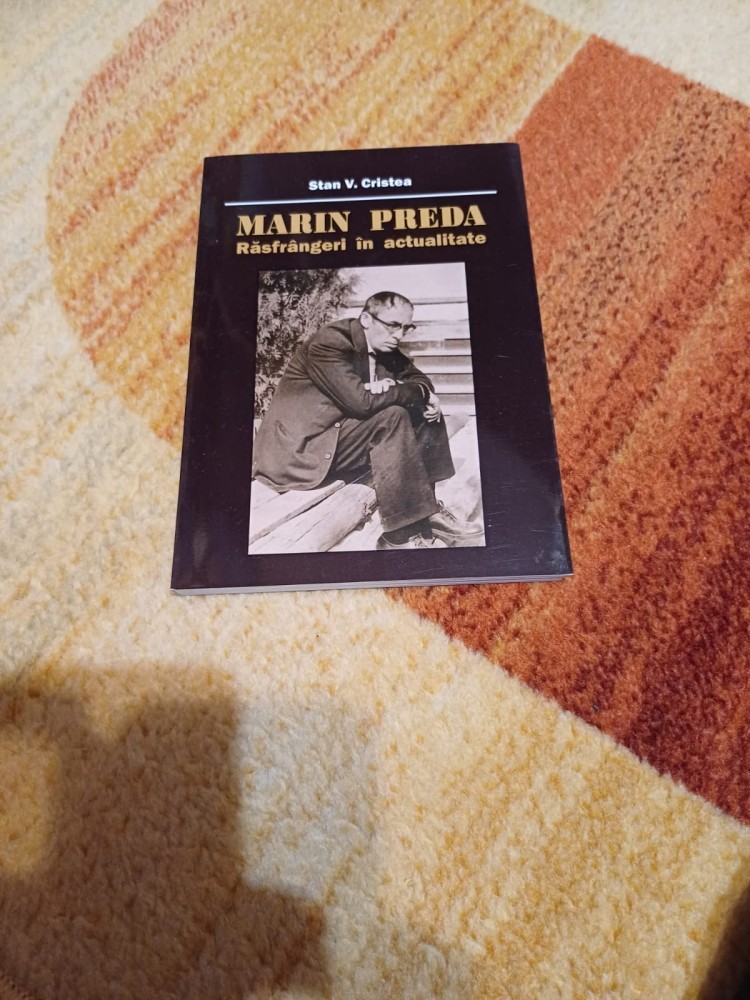 Stan V. Cristea
MARIN PREDA
Răsfrângeri în actualitate